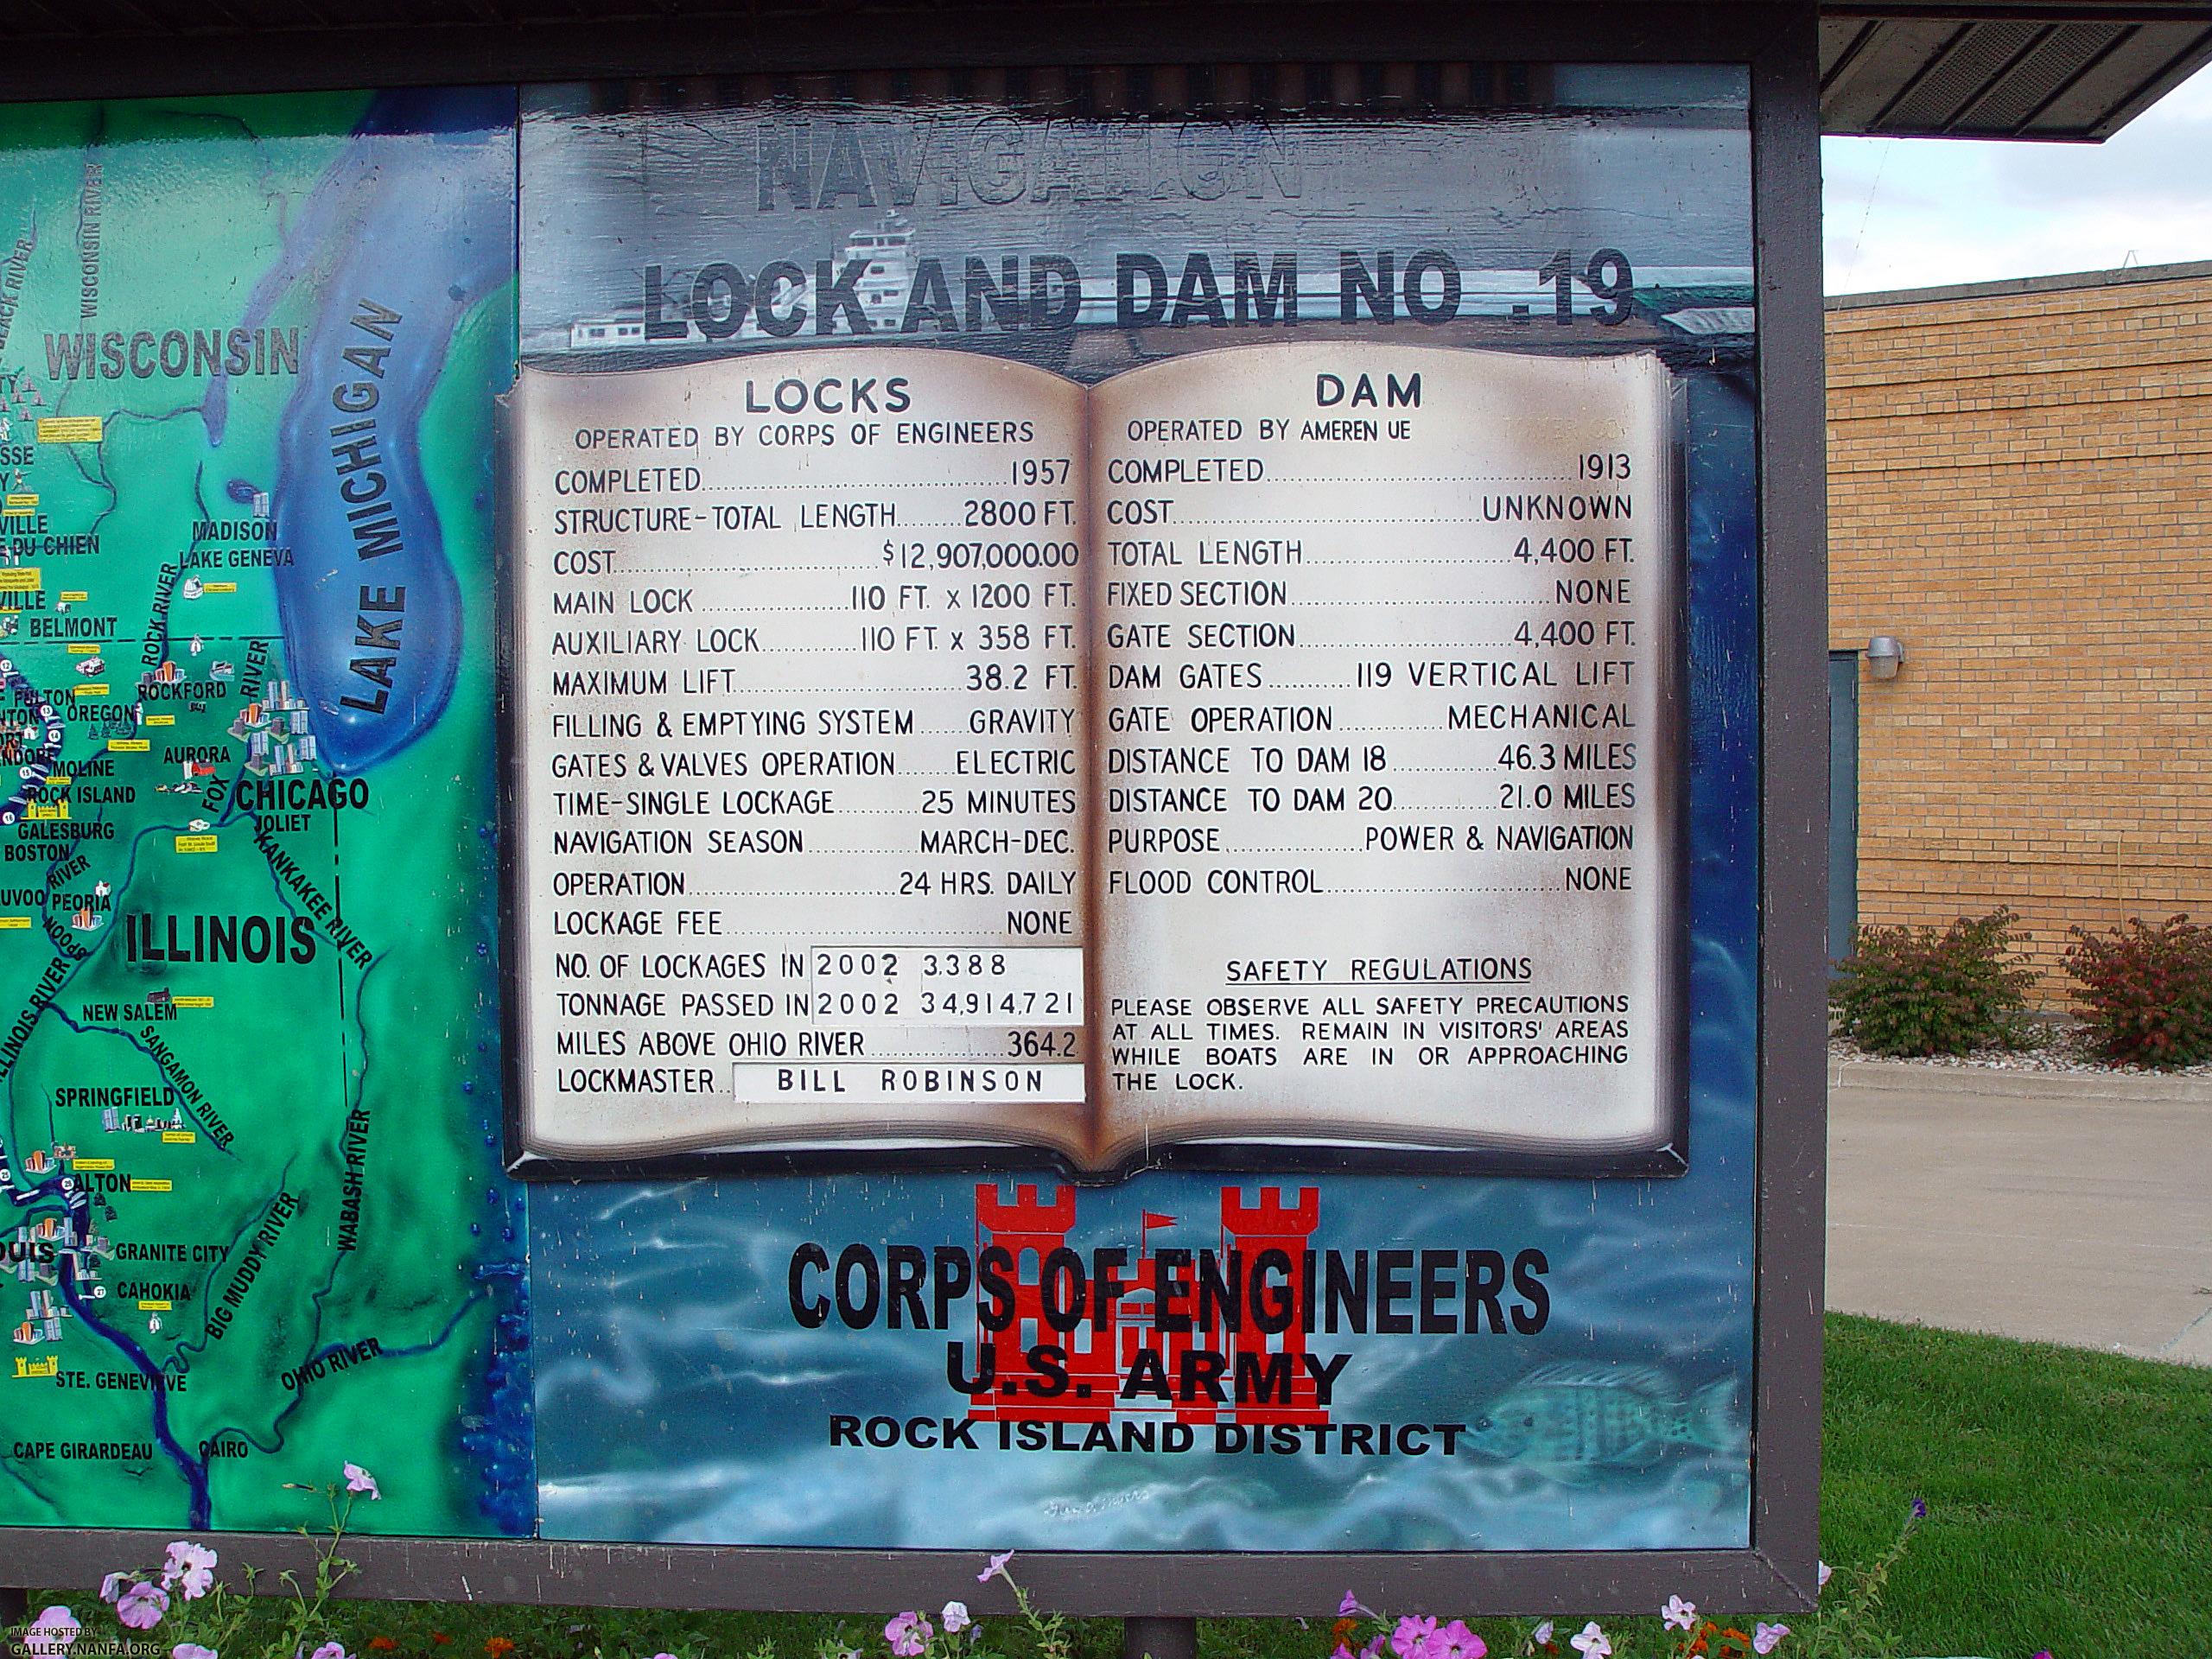 NAVIGATION
LOCK AND DAM NO .19
LOCKS
OPERATED BY CORPS OF ENGINEERS
COMPLETED.....1957
STRUCTURE-TOTAL LENGTH.....2800 FT.
COST.....$12,907,000.00
MAIN LOCK.....110 FT. x 1200 FT.
AUXILIARY LOCK.....110 FT. x 358 FT.
MAXIMUM LIFT.....38.2 FT.
FILLING & EMPTYING SYSTEM.....GRAVITY
GATES & VALVES OPERATION.....ELECTRIC
TIME-SINGLE LOCKAGE.....25 MINUTES
NAVIGATION SEASON.....MARCH-DEC.
OPERATION.....24 HRS. DAILY
LOCKAGE FEE.....NONE
NO. OF LOCKAGES IN 2002 3,388
TONNAGE PASSED IN 2002 34,914,721
MILES ABOVE OHIO RIVER.....364.2
LOCKMASTER.. BILL ROBINSON
DAM
OPERATED BY AMEREN UE
COMPLETED.....1913
COST.....UNKNOWN
TOTAL LENGTH.....4,400 FT.
FIXED SECTION.....NONE
GATE SECTION.....4,400 FT.
DAM GATES.....119 VERTICAL LIFT
GATE OPERATION.....MECHANICAL
DISTANCE TO DAM 18.....46.3 MILES
DISTANCE TO DAM 20.....21.0 MILES
PURPOSE.....POWER & NAVIGATION
FLOOD CONTROL.....NONE
SAFETY REGULATIONS
PLEASE OBSERVE ALL SAFETY PRECAUTIONS
AT ALL TIMES. REMAIN IN VISITORS' AREAS
WHILE BOATS ARE IN OR APPROACHING
THE LOCK.
CORPS OF ENGINEERS
U.S. ARMY
ROCK ISLAND DISTRICT
WISCONSIN RIVER
WISCONSIN
LAKE MICHIGAN
MADISON
LAKE GENEVA
DU CHIEN
BELMONT
ROCK RIVER
ROCKFORD
FOX RIVER
OREGON
AURORA
MOLINE
ROCK ISLAND
CHICAGO
JOLIET
GALESBURG
BOSTON
KANKAKEE RIVER
PEORIA
SPOON RIVER
ILLINOIS
ILLINOIS RIVER
NEW SALEM
SANGAMON RIVER
SPRINGFIELD
ALTON
WABASH RIVER
GRANITE CITY
CAHOKIA
BIG MUDDY RIVER
OHIO RIVER
STE. GENEVIEVE
CAPE GIRARDEAU
CAIRO
IMAGE HOSTED BY
GALLERY.NANFA.ORG